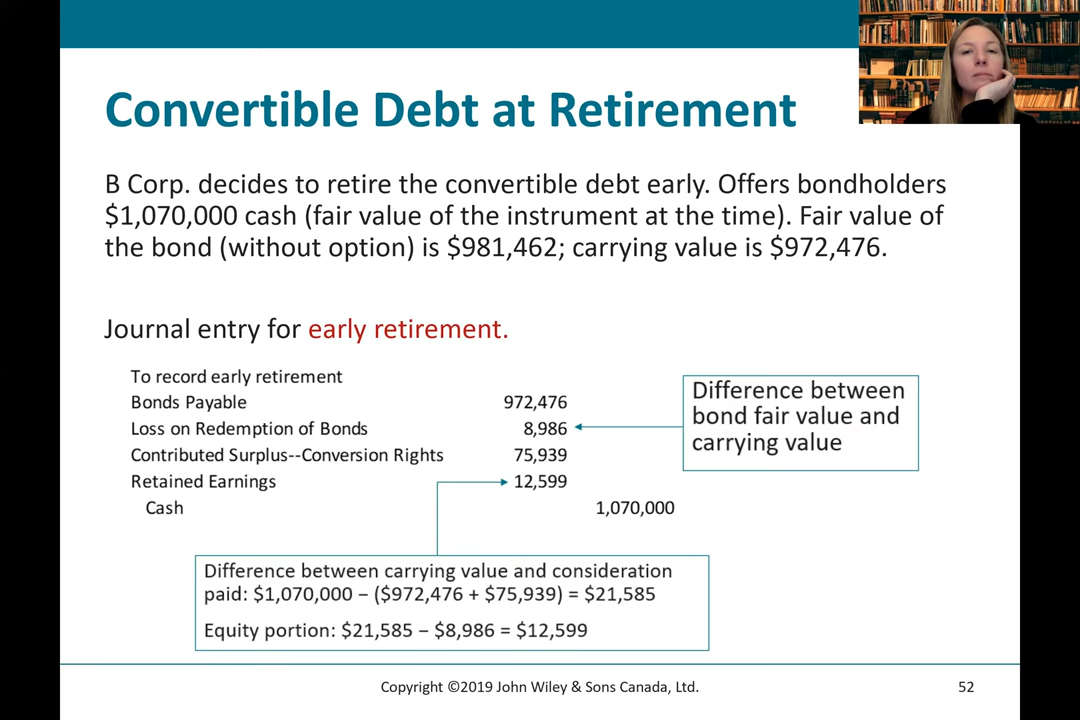 Convertible Debt at Retirement
B Corp. decides to retire the convertible debt early. Offers bondholders
$1,070,000 cash (fair value of the instrument at the time). Fair value of
the bond (without option) is $981,462; carrying value is $972,476.
Journal entry for early retirement.
To record early retirement
Bonds Payable 972,476
Loss on Redemption of Bonds 8,986
Contributed Surplus--Conversion Rights 75,939
Retained Earnings 12,599
Cash 1,070,000
Difference between
bond fair value and
carrying value
Difference between carrying value and consideration
paid: $1,070,000 − ($972,476 + $75,939) = $21,585
Equity portion: $21,585 − $8,986 = $12,599
Copyright ©2019 John Wiley & Sons Canada, Ltd. 52